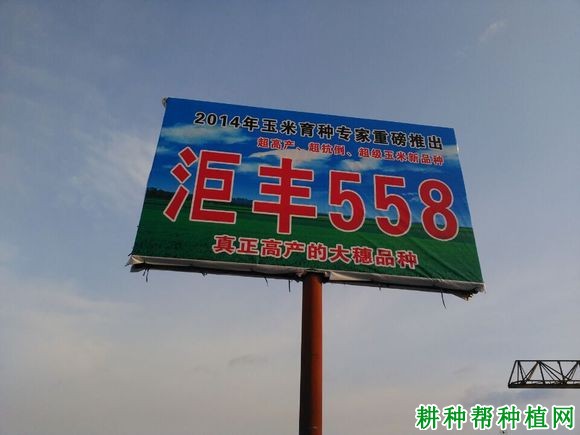 2014年玉米育种专家重磅推出
超高产、超抗倒、超级玉米新品种
洰丰558
真正高产的大穗品种
耕种帮种植网